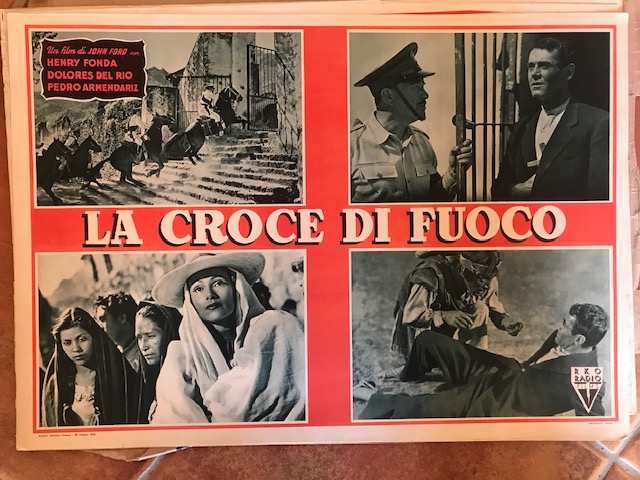 Un film di JOHN FORD con
HENRY FONDA
DOLORES DEL RIO
PEDRO ARMENDARIZ
LA CROCE DI FUOCO
RKO
RADIO
FILMS